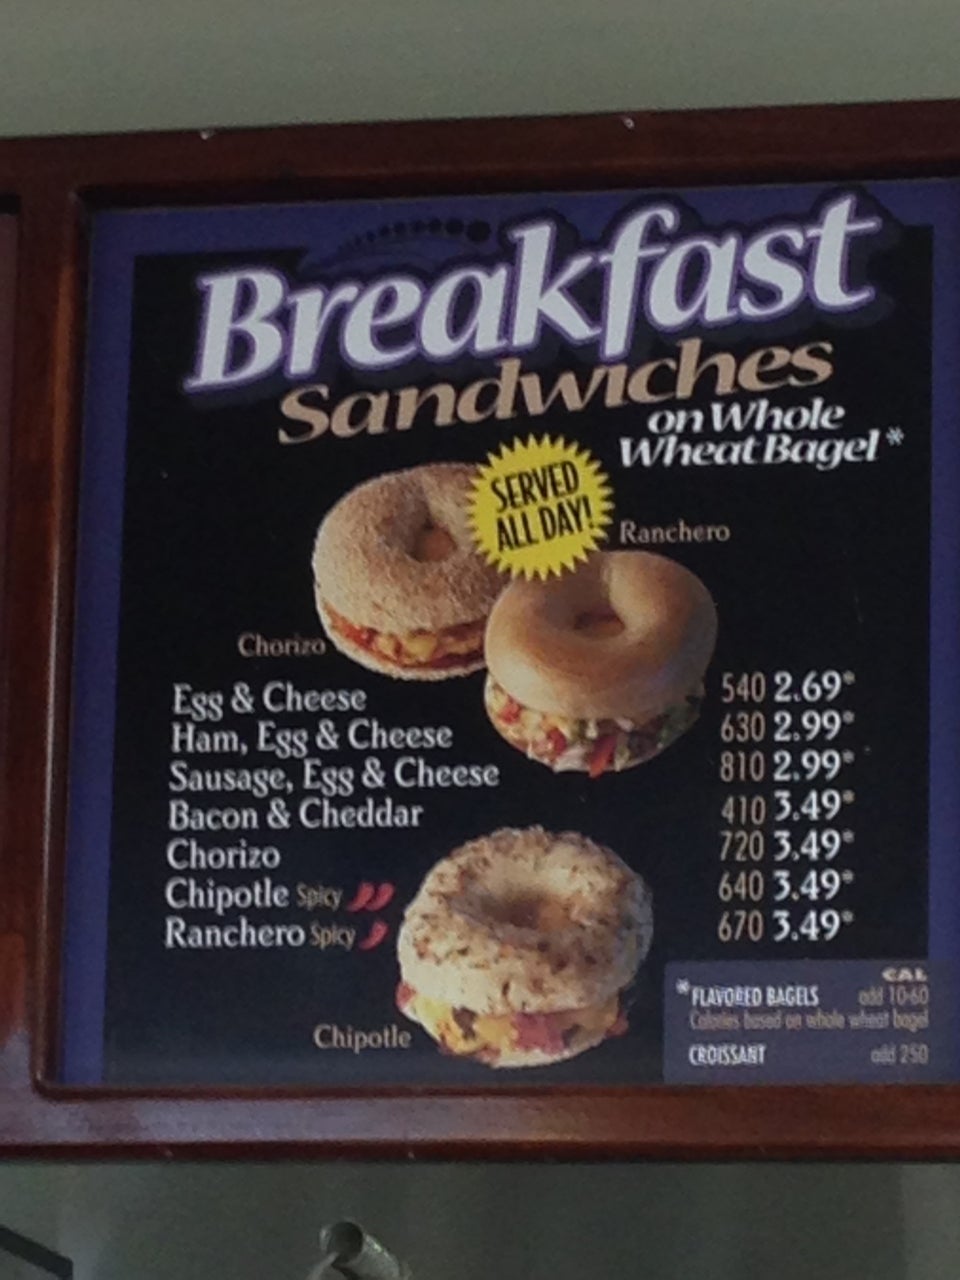 Breakfast
Sandwiches
on Whole
Wheat Bagel*
SERVED
ALL DAY!
Ranchero
Chorizo
Egg & Cheese 540 2.69*
Ham, Egg & Cheese 630 2.99*
Sausage, Egg & Cheese 810 2.99*
Bacon & Cheddar 410 3.49*
Chorizo 720 3.49*
Chipotle Spicy 640 3.49*
Ranchero Spicy 670 3.49*
Chipotle
CAL
*FLAVORED BAGELS add 10-60
Calories based on whole wheat bagel
CROISSANT add 250